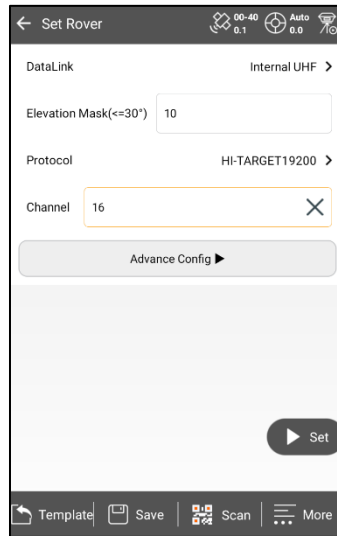 Set Rover 00-40 Auto
0.1 0.0
DataLink Internal UHF
Elevation Mask(<=30°) 10
Protocol HI-TARGET19200
Channel 16
Advance Config
Set
Template Save Scan More